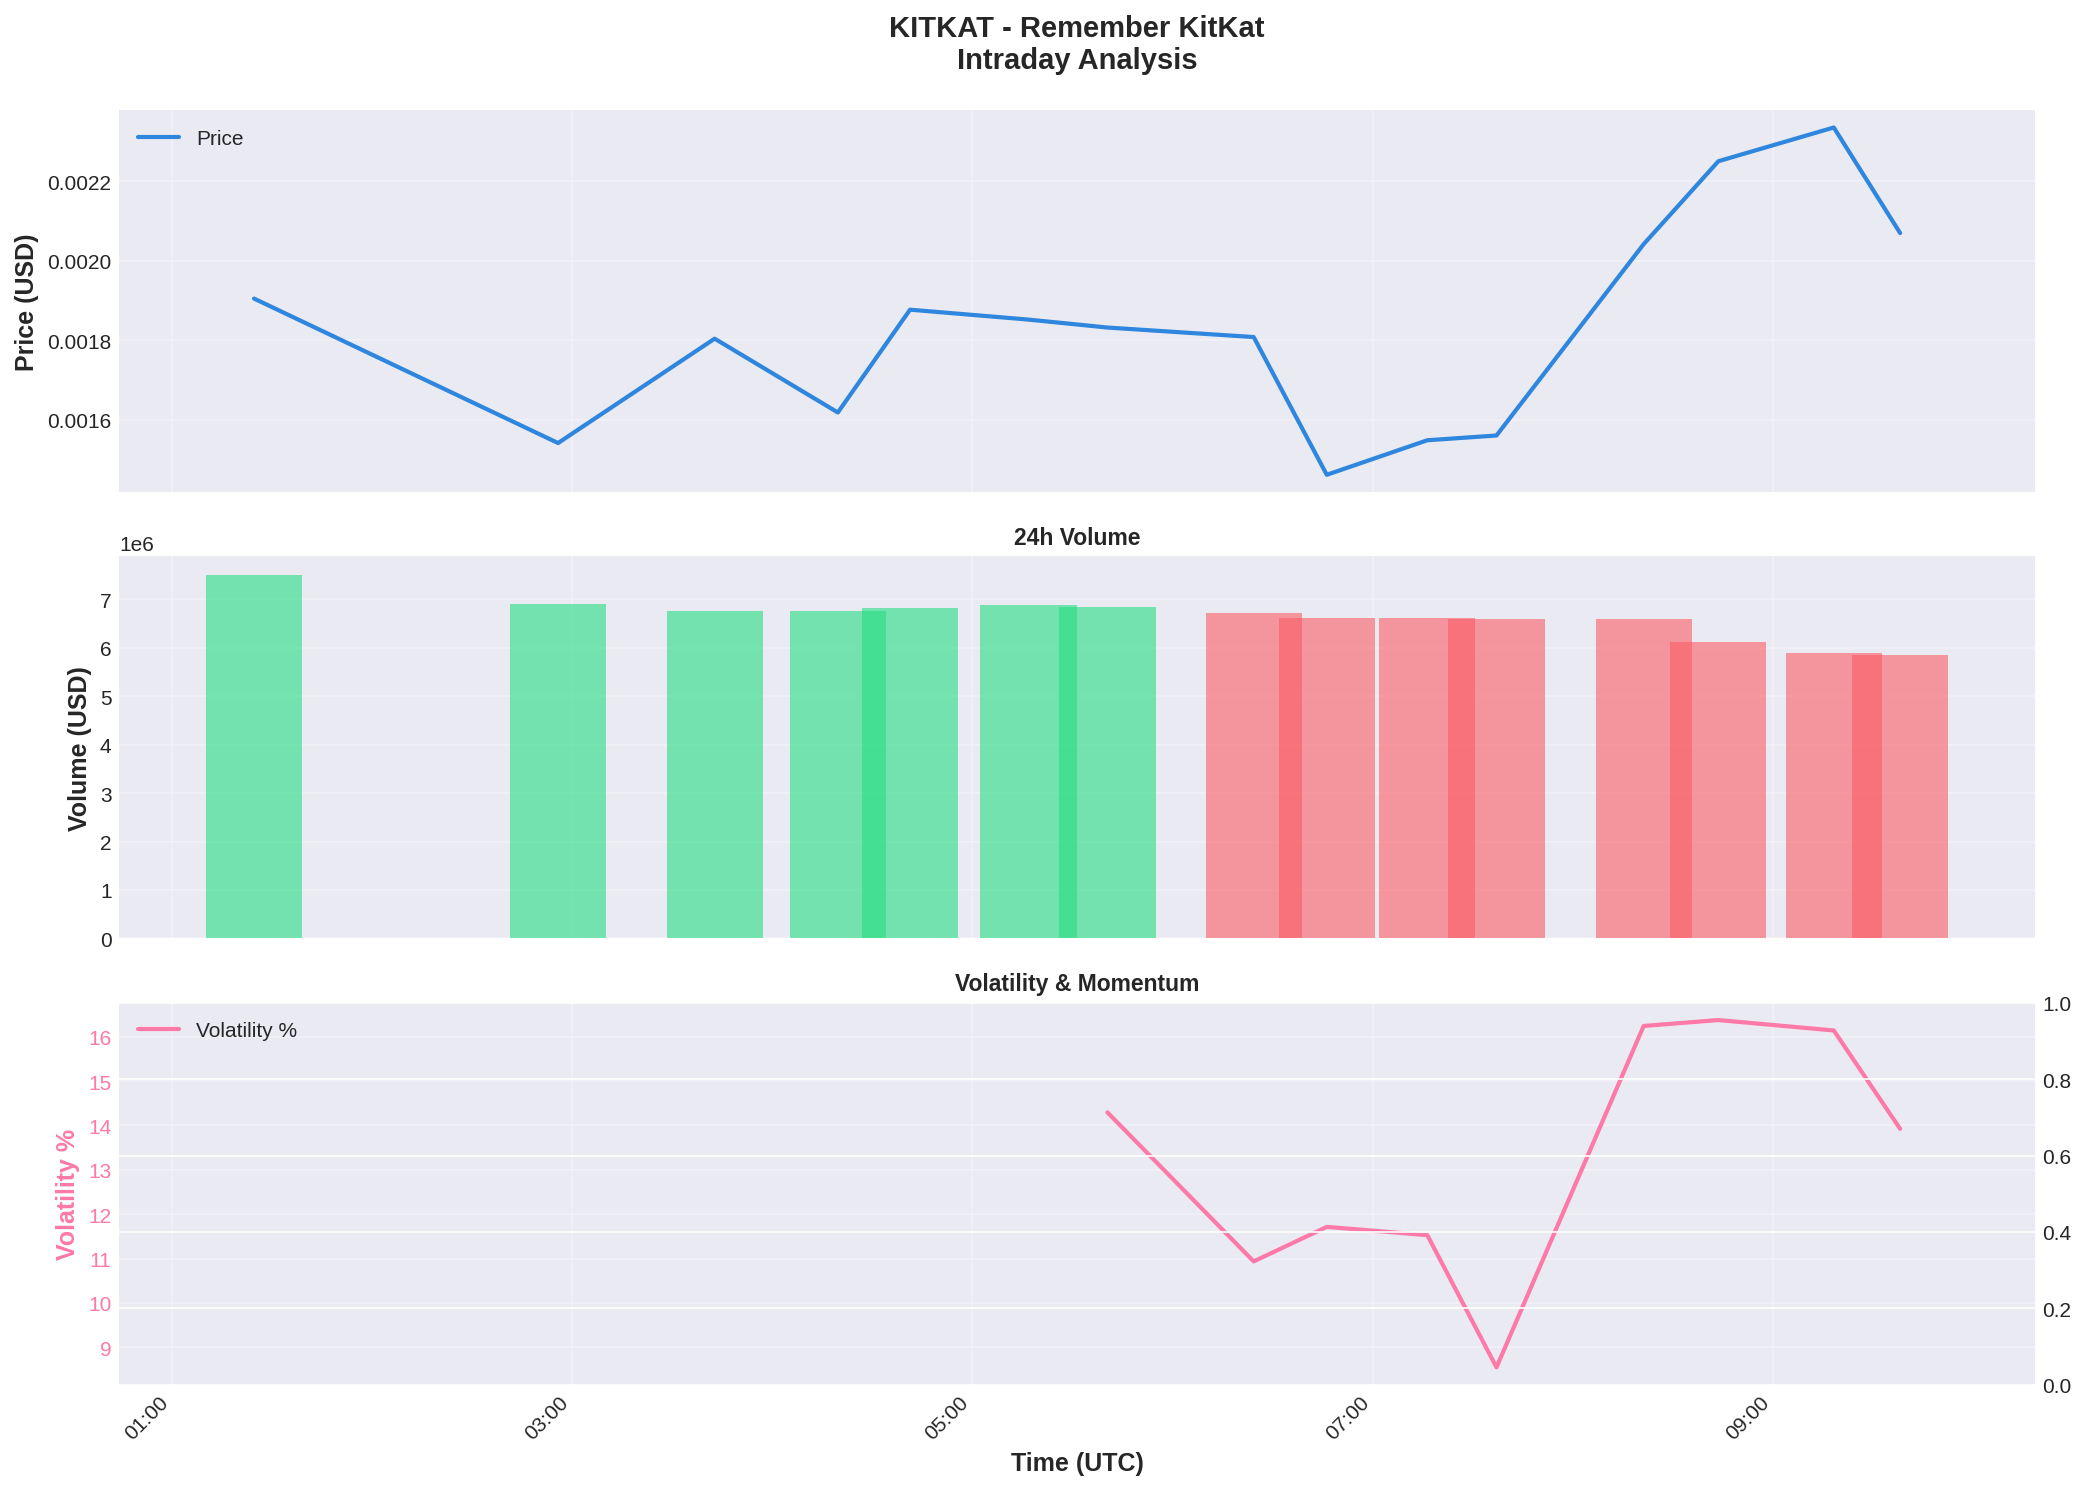 KITKAT - Remember KitKat
Intraday Analysis
Price
Price (USD)
0.0022
0.0020
0.0018
0.0016
24h Volume
1e6
Volume (USD)
7
6
5
4
3
2
1
0
Volatility & Momentum
Volatility %
Volatility %
16
15
14
13
12
11
10
9
1.0
0.8
0.6
0.4
0.2
0.0
01:00
03:00
05:00
07:00
09:00
Time (UTC)